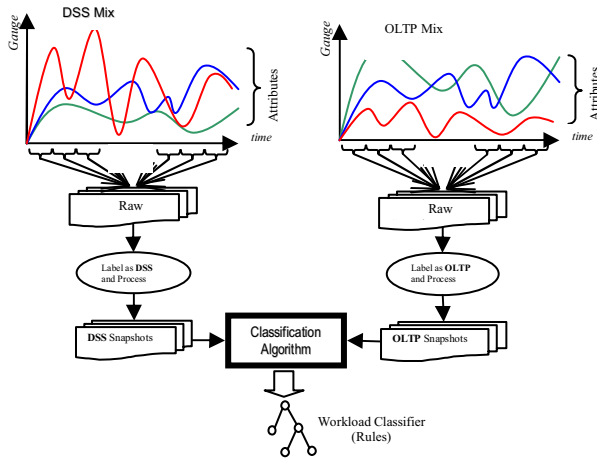 DSS Mix
Gauge
Attributes
time
OLTP Mix
Gauge
Attributes
time
Raw
Raw
Label as DSS
and Process
Label as OLTP
and Process
DSS Snapshots
Classification
Algorithm
OLTP Snapshots
Workload Classifier
(Rules)